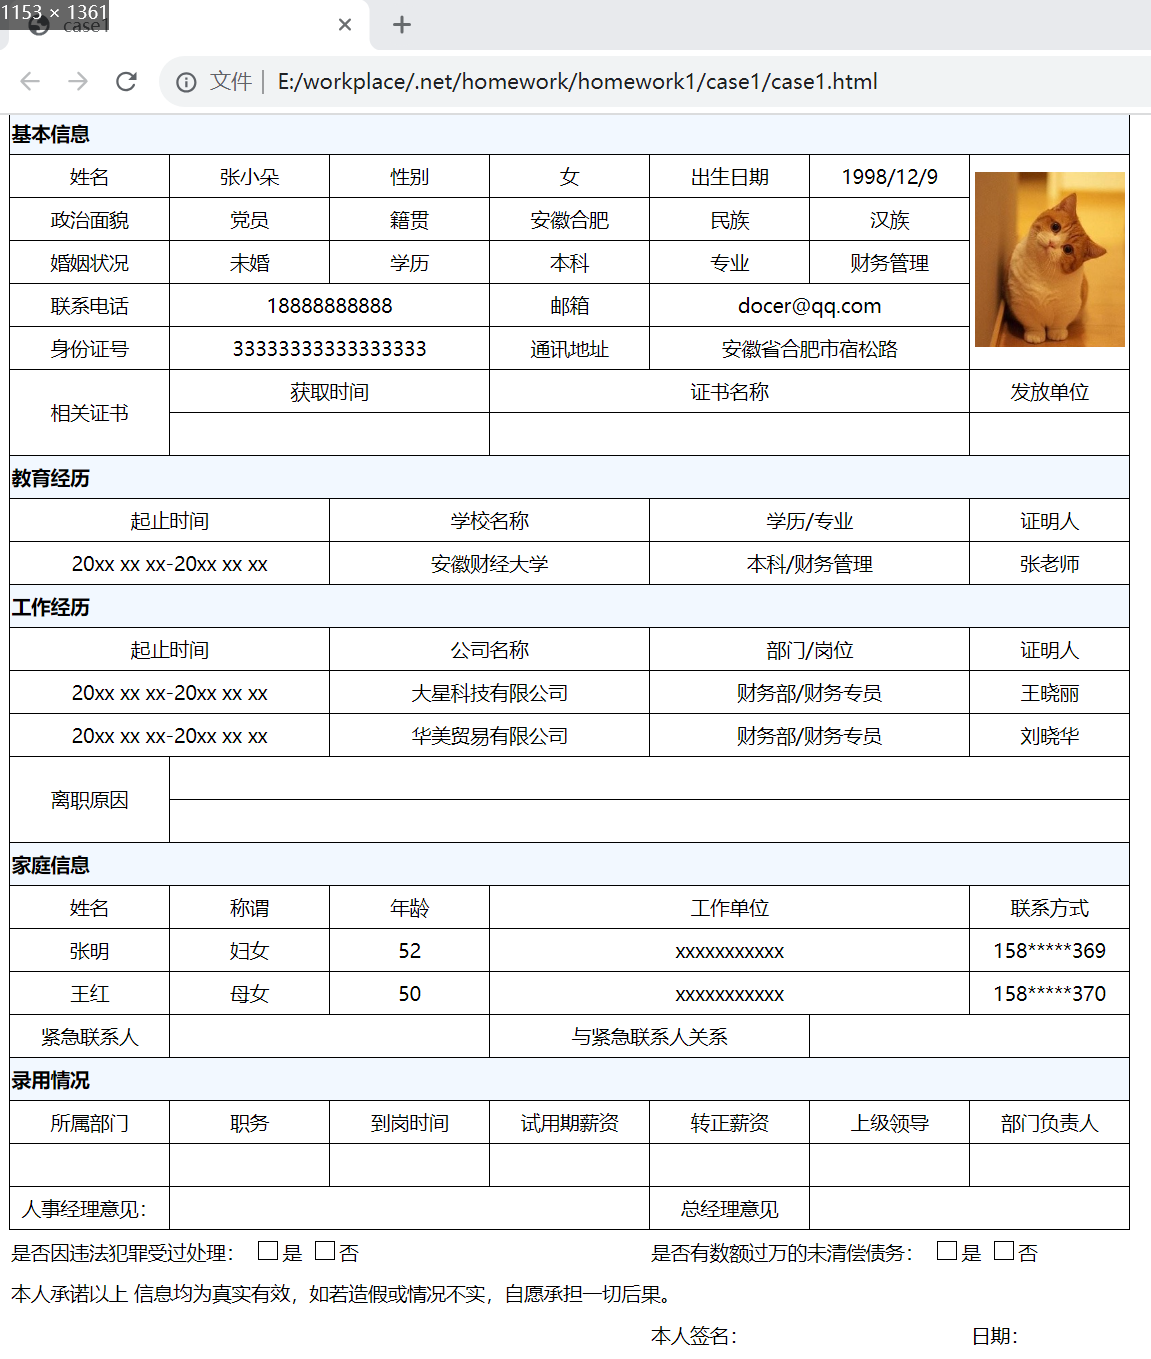 1153 × 1361
case1
文件 E:/workplace/.net/homework/homework1/case1/case1.html
基本信息
姓名 张小朵 性别 女 出生日期 1998/12/9
政治面貌 党员 籍贯 安徽合肥 民族 汉族
婚姻状况 未婚 学历 本科 专业 财务管理
联系电话 18888888888 邮箱 docer@qq.com
身份证号 33333333333333333 通讯地址 安徽省合肥市宿松路
相关证书 获取时间 证书名称 发放单位
教育经历
起止时间 学校名称 学历/专业 证明人
20xx xx xx-20xx xx xx 安徽财经大学 本科/财务管理 张老师
工作经历
起止时间 公司名称 部门/岗位 证明人
20xx xx xx-20xx xx xx 大星科技有限公司 财务部/财务专员 王晓丽
20xx xx xx-20xx xx xx 华美贸易有限公司 财务部/财务专员 刘晓华
离职原因
家庭信息
姓名 称谓 年龄 工作单位 联系方式
张明 妇女 52 xxxxxxxxxxx 158*****369
王红 母女 50 xxxxxxxxxxx 158*****370
紧急联系人 与紧急联系人关系
录用情况
所属部门 职务 到岗时间 试用期薪资 转正薪资 上级领导 部门负责人
人事经理意见： 总经理意见
是否因违法犯罪受过处理： 是 否 是否有数额过万的未清偿债务： 是 否
本人承诺以上 信息均为真实有效，如若造假或情况不实，自愿承担一切后果。
本人签名： 日期：